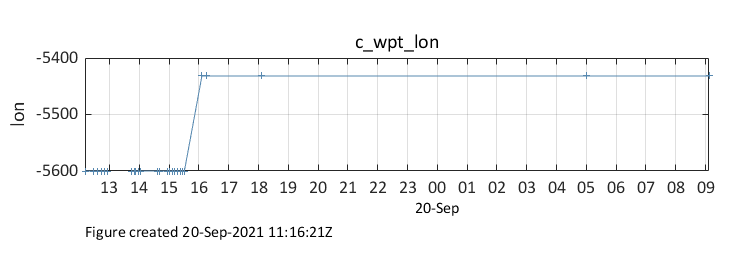 c_wpt_lon
-5400
-5500
-5600
lon
13 14 15 16 17 18 19 20 21 22 23 00 01 02 03 04 05 06 07 08 09
20-Sep
Figure created 20-Sep-2021 11:16:21Z